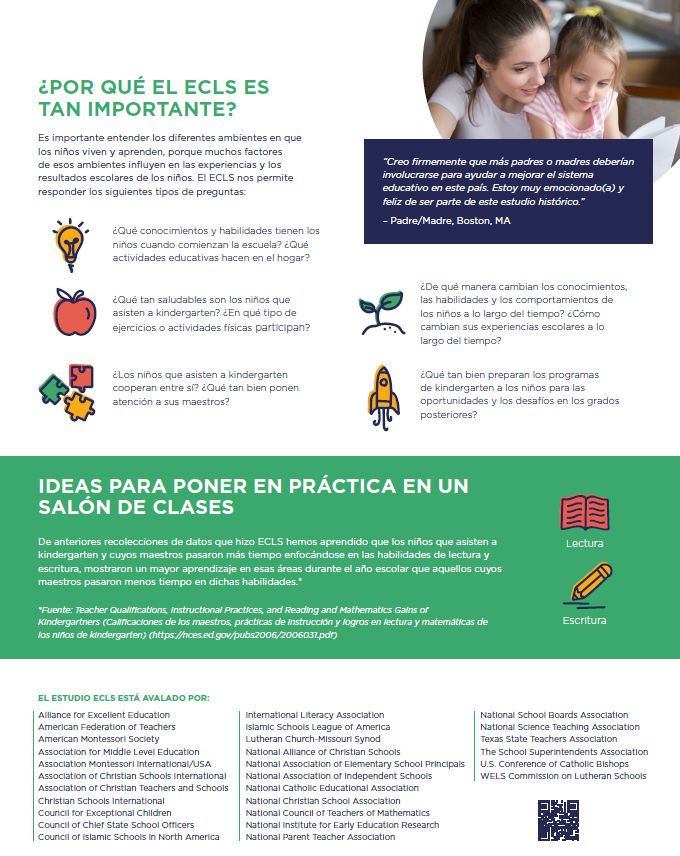 ¿POR QUÉ EL ECLS ES
TAN IMPORTANTE?
Es importante entender los diferentes ambientes en que
los niños viven y aprenden, porque muchos factores
de esos ambientes influyen en las experiencias y los
resultados escolares de los niños. El ECLS nos permite
responder los siguientes tipos de preguntas:
“Creo firmemente que más padres o madres deberían
involucrarse para ayudar a mejorar el sistema
educativo en este país. Estoy muy emocionado(a) y
feliz de ser parte de este estudio histórico.”
– Padre/Madre, Boston, MA
¿Qué conocimientos y habilidades tienen los
niños cuando comienzan la escuela? ¿Qué
actividades educativas hacen en el hogar?
¿Qué tan saludables son los niños que
asisten a kindergarten? ¿En qué tipo de
ejercicios o actividades físicas participan?
¿Los niños que asisten a kindergarten
cooperan entre sí? ¿Qué tan bien ponen
atención a sus maestros?
¿De qué manera cambian los conocimientos,
las habilidades y los comportamientos de
los niños a lo largo del tiempo? ¿Cómo
cambian sus experiencias escolares a lo
largo del tiempo?
¿Qué tan bien preparan los programas
de kindergarten a los niños para las
oportunidades y los desafíos en los grados
posteriores?
IDEAS PARA PONER EN PRÁCTICA EN UN
SALÓN DE CLASES
De anteriores recolecciones de datos que hizo ECLS hemos aprendido que los niños que asisten a
kindergarten y cuyos maestros pasaron más tiempo enfocándose en las habilidades de lectura y
escritura, mostraron un mayor aprendizaje en esas áreas durante el año escolar que aquellos cuyos
maestros pasaron menos tiempo en dichas habilidades.*
*Fuente: Teacher Qualifications, Instructional Practices, and Reading and Mathematics Gains of
Kindergartners (Calificaciones de los maestros, prácticas de instrucción y logros en lectura y matemáticas de
los niños de kindergarten) (https://nces.ed.gov/pubs2006/2006031.pdf)
Lectura
Escritura
EL ESTUDIO ECLS ESTÁ AVALADO POR:
Alliance for Excellent Education
American Federation of Teachers
American Montessori Society
Association for Middle Level Education
Association Montessori International/USA
Association of Christian Schools International
Association of Christian Teachers and Schools
Christian Schools International
Council for Exceptional Children
Council of Chief State School Officers
Council of Islamic Schools in North America
International Literacy Association
Islamic Schools League of America
Lutheran Church-Missouri Synod
National Alliance of Christian Schools
National Association of Elementary School Principals
National Association of Independent Schools
National Catholic Educational Association
National Christian School Association
National Council of Teachers of Mathematics
National Institute for Early Education Research
National Parent Teacher Association
National School Boards Association
National Science Teaching Association
Texas State Teachers Association
The School Superintendents Association
U.S. Conference of Catholic Bishops
WELS Commission on Lutheran Schools